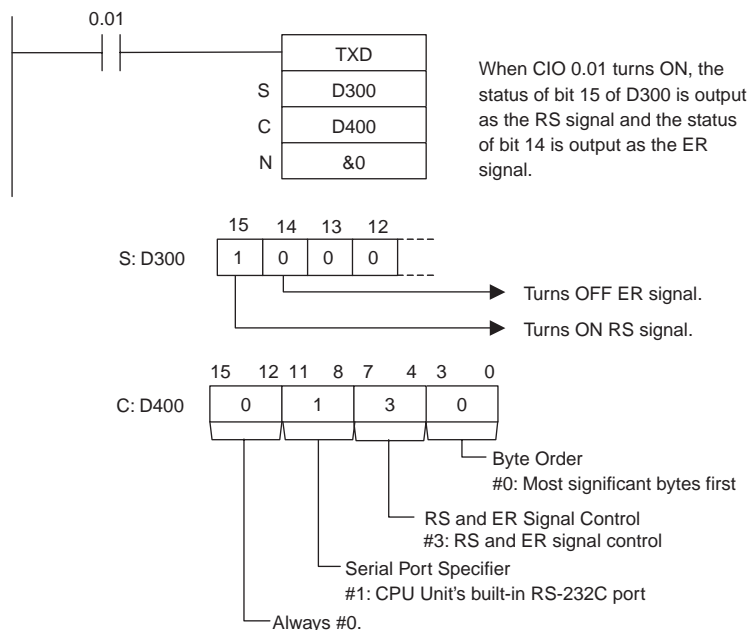 0.01
TXD
S D300
C D400
N &0
When CIO 0.01 turns ON, the
status of bit 15 of D300 is output
as the RS signal and the status
of bit 14 is output as the ER
signal.
15 14 13 12
S: D300 1 0 0 0
Turns OFF ER signal.
Turns ON RS signal.
15 12 11 8 7 4 3 0
C: D400 0 1 3 0
Byte Order
#0: Most significant bytes first
RS and ER Signal Control
#3: RS and ER signal control
Serial Port Specifier
#1: CPU Unit's built-in RS-232C port
Always #0.